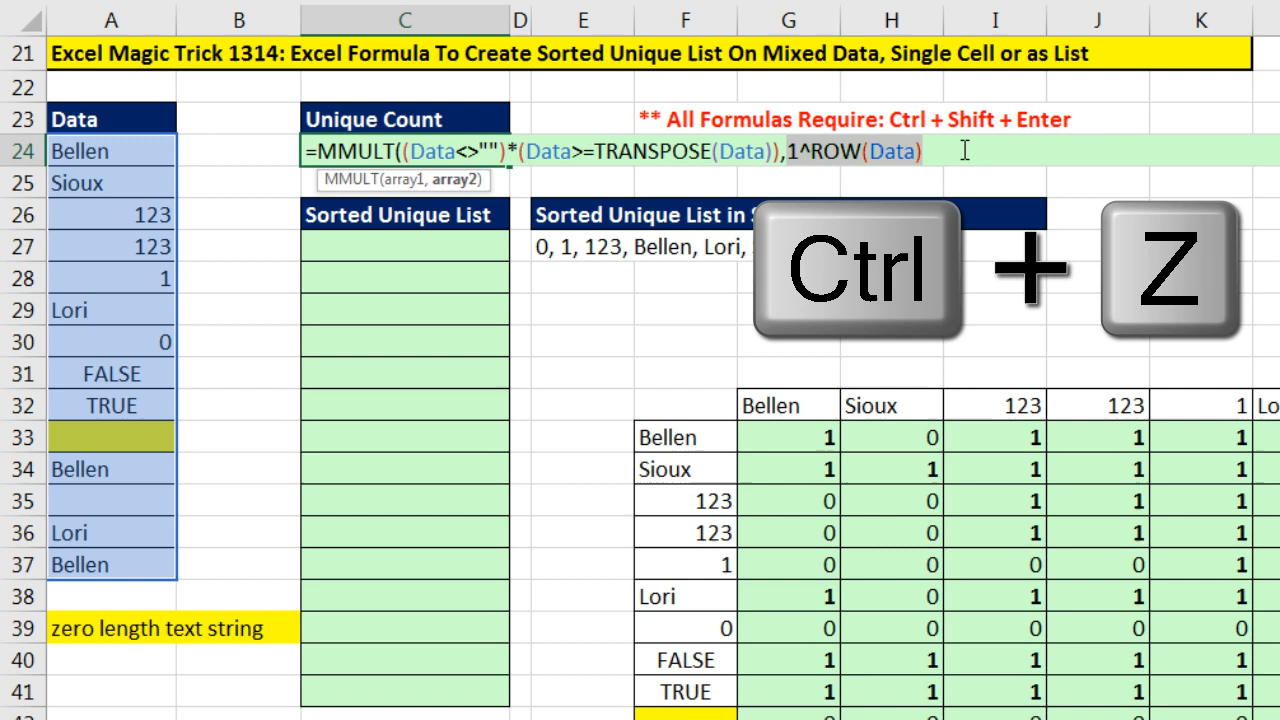 A B C D E F G H I J K
21 Excel Magic Trick 1314: Excel Formula To Create Sorted Unique List On Mixed Data, Single Cell or as List
22
23 Data Unique Count ** All Formulas Require: Ctrl + Shift + Enter
24 Bellen =MMULT((Data<>"")*(Data>=TRANSPOSE(Data)),1^ROW(Data)
25 Sioux MMULT(array1, array2)
26 123 Sorted Unique List Sorted Unique List in S
27 123 0, 1, 123, Bellen, Lori,
Ctrl + Z
28 1
29 Lori
30 0
31 FALSE
32 TRUE Bellen Sioux 123 123 1 Lo
33 Bellen 1 0 1 1 1
34 Bellen Sioux 1 1 1 1 1
35 123 0 0 1 1 1
36 Lori 123 0 0 1 1 1
37 Bellen 1 0 0 0 0 1
38 Lori 1 0 1 1 1
39 zero length text string 0 0 0 0 0 0
40 FALSE 1 1 1 1 1
41 TRUE 1 1 1 1 1